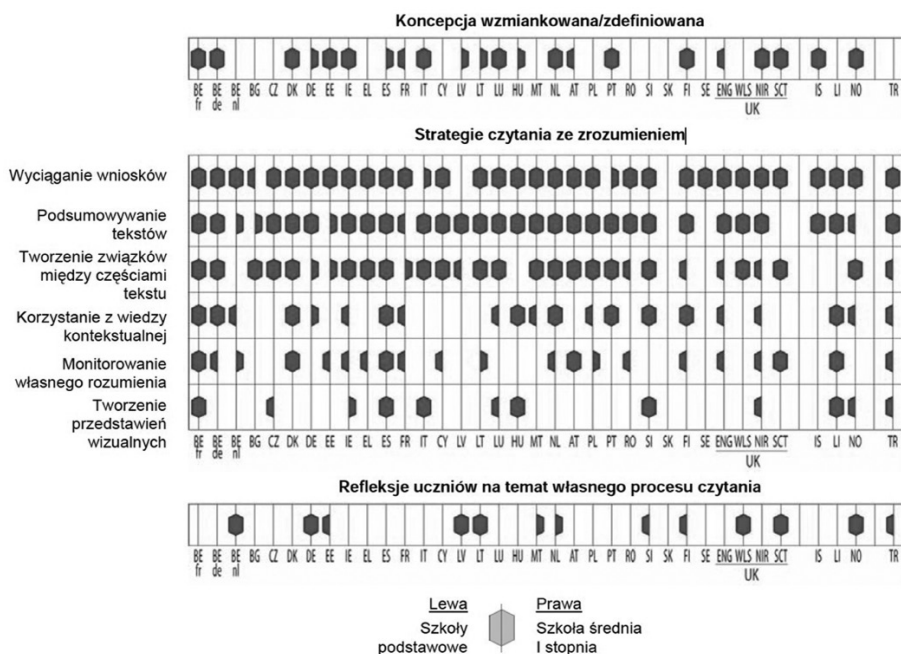 Koncepcja wzmiankowana/zdefiniowana
BE BE BE BG CZ DK DE EE IE EL ES FR IT CY LV LT LU HU MT NL AT PL PT RO SI SK FI SE ENG WLS NIR SCT IS LI NO TR
fr de nl UK
Strategie czytania ze zrozumieniem
Wyciąganie wniosków
Podsumowywanie
tekstów
Tworzenie związków
między częściami
tekstu
Korzystanie z wiedzy
kontekstualnej
Monitorowanie
własnego rozumienia
Tworzenie
przedstawień
wizualnych
BE BE BE BG CZ DK DE EE IE EL ES FR IT CY LV LT LU HU MT NL AT PL PT RO SI SK FI SE ENG WLS NIR SCT IS LI NO TR
fr de nl UK
Refleksje uczniów na temat własnego procesu czytania
BE BE BE BG CZ DK DE EE IE EL ES FR IT CY LV LT LU HU MT NL AT PL PT RO SI SK FI SE ENG WLS NIR SCT IS LI NO TR
fr de nl UK
Lewa Prawa
Szkoły Szkoła średnia
podstawowe I stopnia